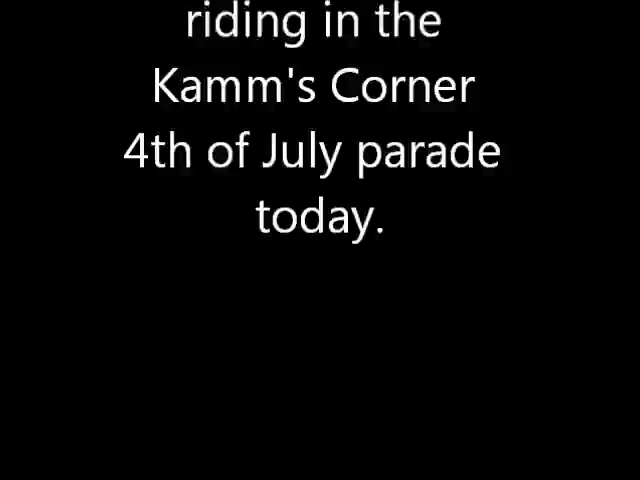 riding in the
Kamm's Corner
4th of July parade
today.